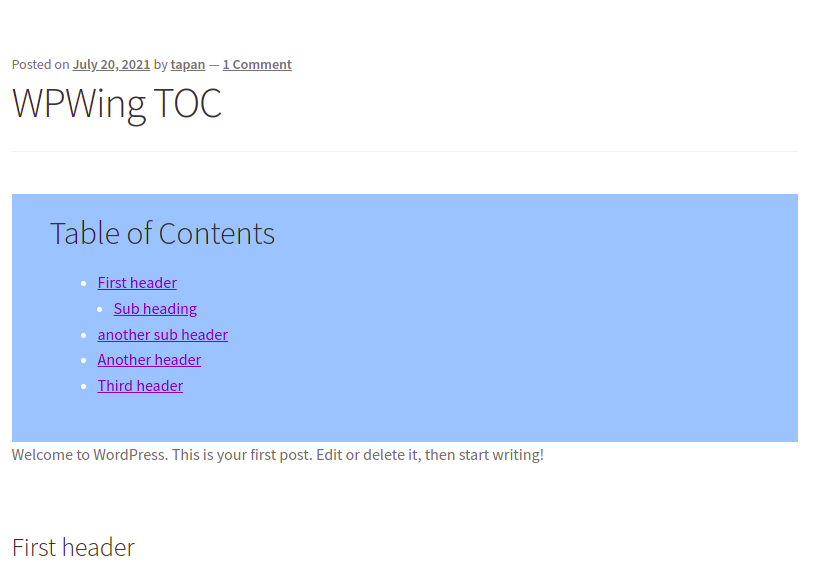 Posted on July 20, 2021 by tapan — 1 Comment
WPWing TOC
Table of Contents
First header
Sub heading
another sub header
Another header
Third header
Welcome to WordPress. This is your first post. Edit or delete it, then start writing!
First header